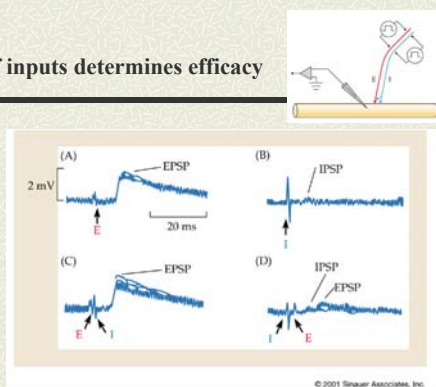 f inputs determines efficacy
E
I
(A)
EPSP
2 mV
E
20 ms
(B)
IPSP
I
(C)
EPSP
E
I
(D)
IPSP
EPSP
I
E
© 2001 Sinauer Associates, Inc.